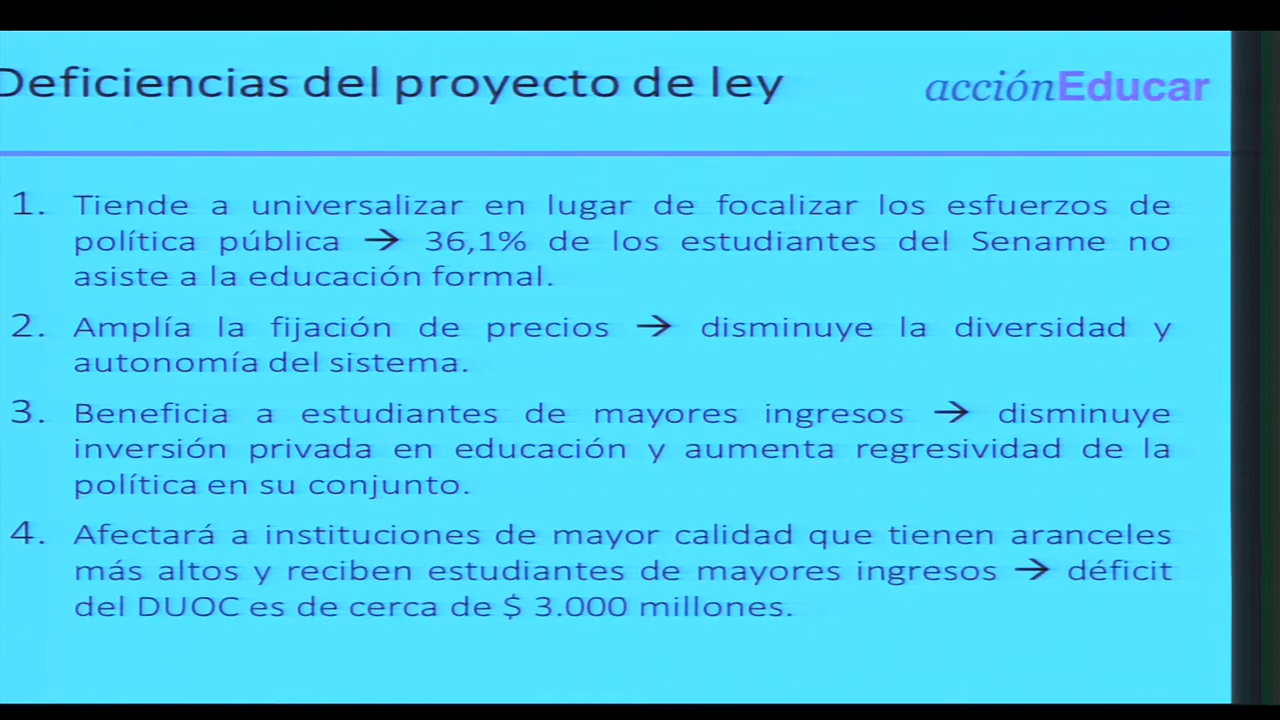 Deficiencias del proyecto de ley
acciónEducar
1. Tiende a universalizar en lugar de focalizar los esfuerzos de
política pública → 36,1% de los estudiantes del Sename no
asiste a la educación formal.
2. Amplía la fijación de precios → disminuye la diversidad y
autonomía del sistema.
3. Beneficia a estudiantes de mayores ingresos → disminuye
inversión privada en educación y aumenta regresividad de la
política en su conjunto.
4. Afectará a instituciones de mayor calidad que tienen aranceles
más altos y reciben estudiantes de mayores ingresos → déficit
del DUOC es de cerca de $ 3.000 millones.